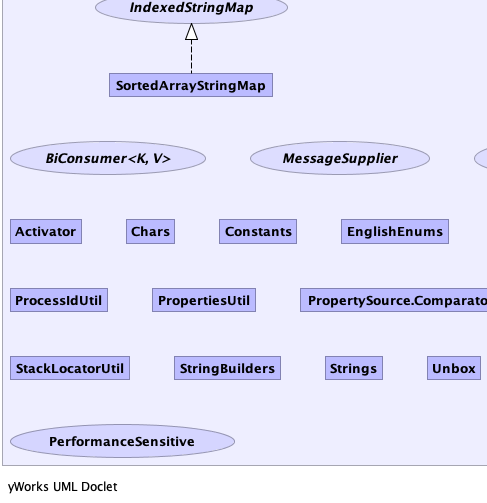 IndexedStringMap
SortedArrayStringMap
BiConsumer<K, V> MessageSupplier
Activator Chars Constants EnglishEnums
ProcessIdUtil PropertiesUtil PropertySource.Comparato
StackLocatorUtil StringBuilders Strings Unbox
PerformanceSensitive
yWorks UML Doclet